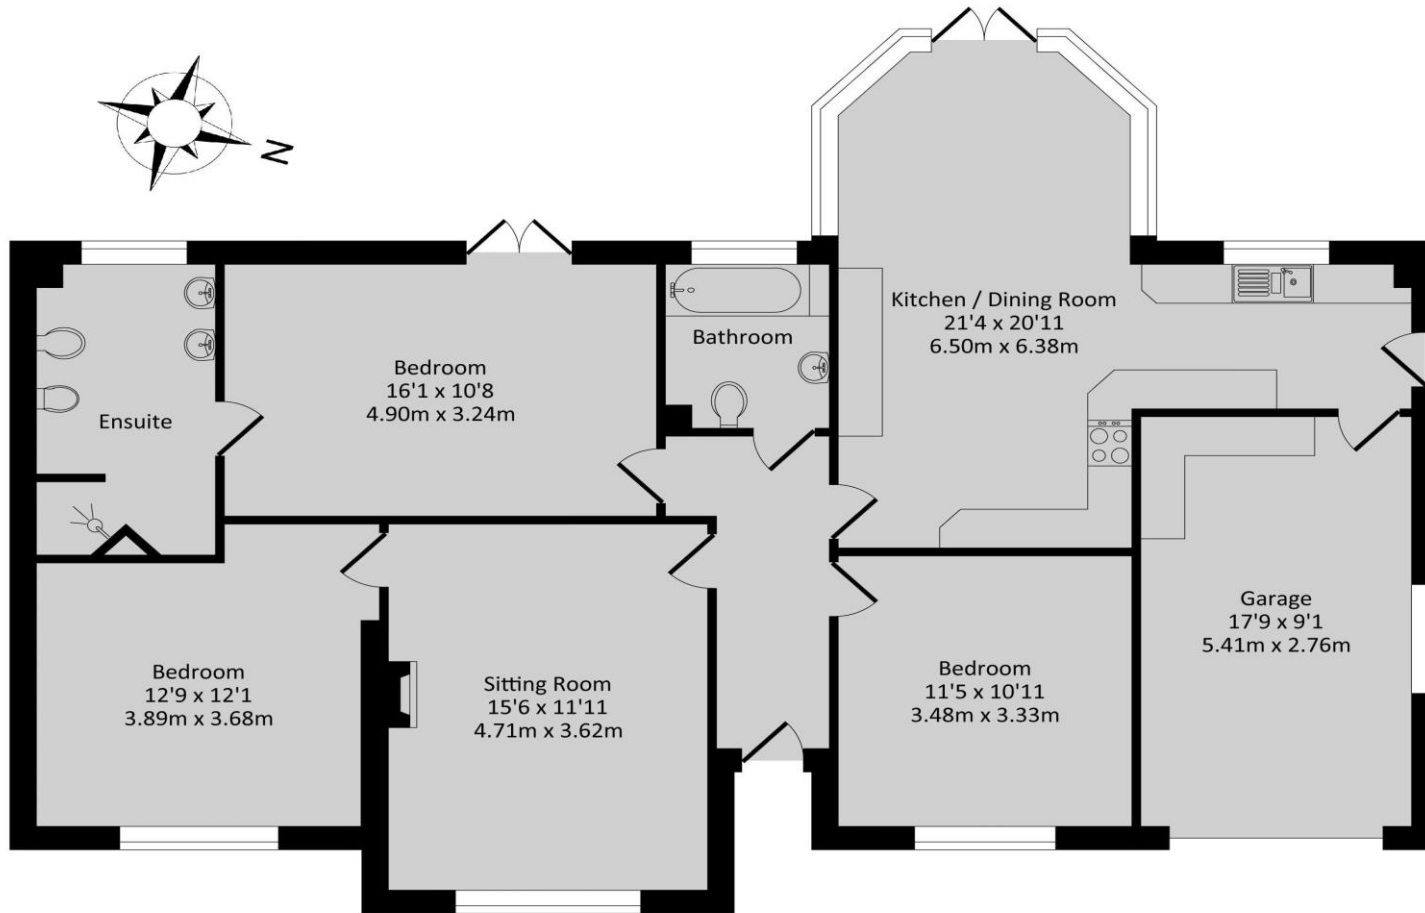 N
Kitchen / Dining Room
21'4 x 20'11
6.50m x 6.38m
Bathroom
Bedroom
16'1 x 10'8
4.90m x 3.24m
Ensuite
Garage
17'9 x 9'1
5.41m x 2.76m
Bedroom
12'9 x 12'1
3.89m x 3.68m
Sitting Room
15'6 x 11'11
4.71m x 3.62m
Bedroom
11'5 x 10'11
3.48m x 3.33m